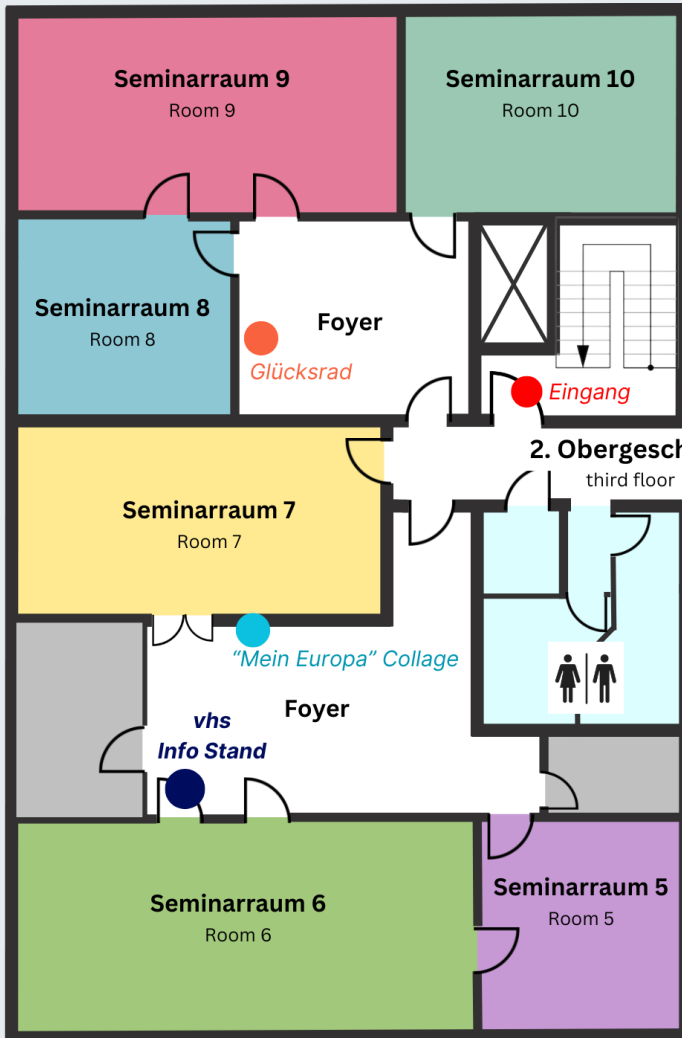 Seminarraum 9
Room 9
Seminarraum 10
Room 10
Seminarraum 8
Room 8
Foyer
Glücksrad
Eingang
2. Obergesch
third floor
Seminarraum 7
Room 7
“Mein Europa” Collage
Foyer
vhs
Info Stand
Seminarraum 6
Room 6
Seminarraum 5
Room 5